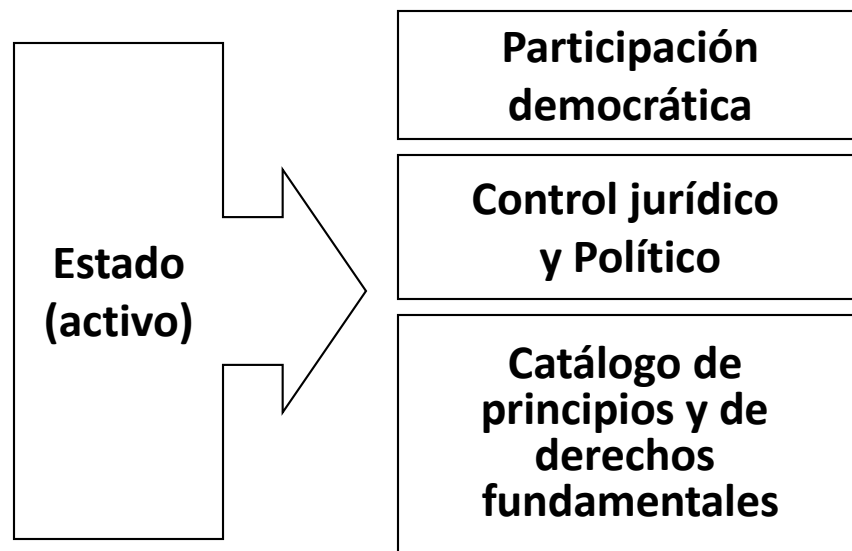 Estado
(activo)
Participación
democrática
Control jurídico
y Político
Catálogo de
principios y de
derechos
fundamentales